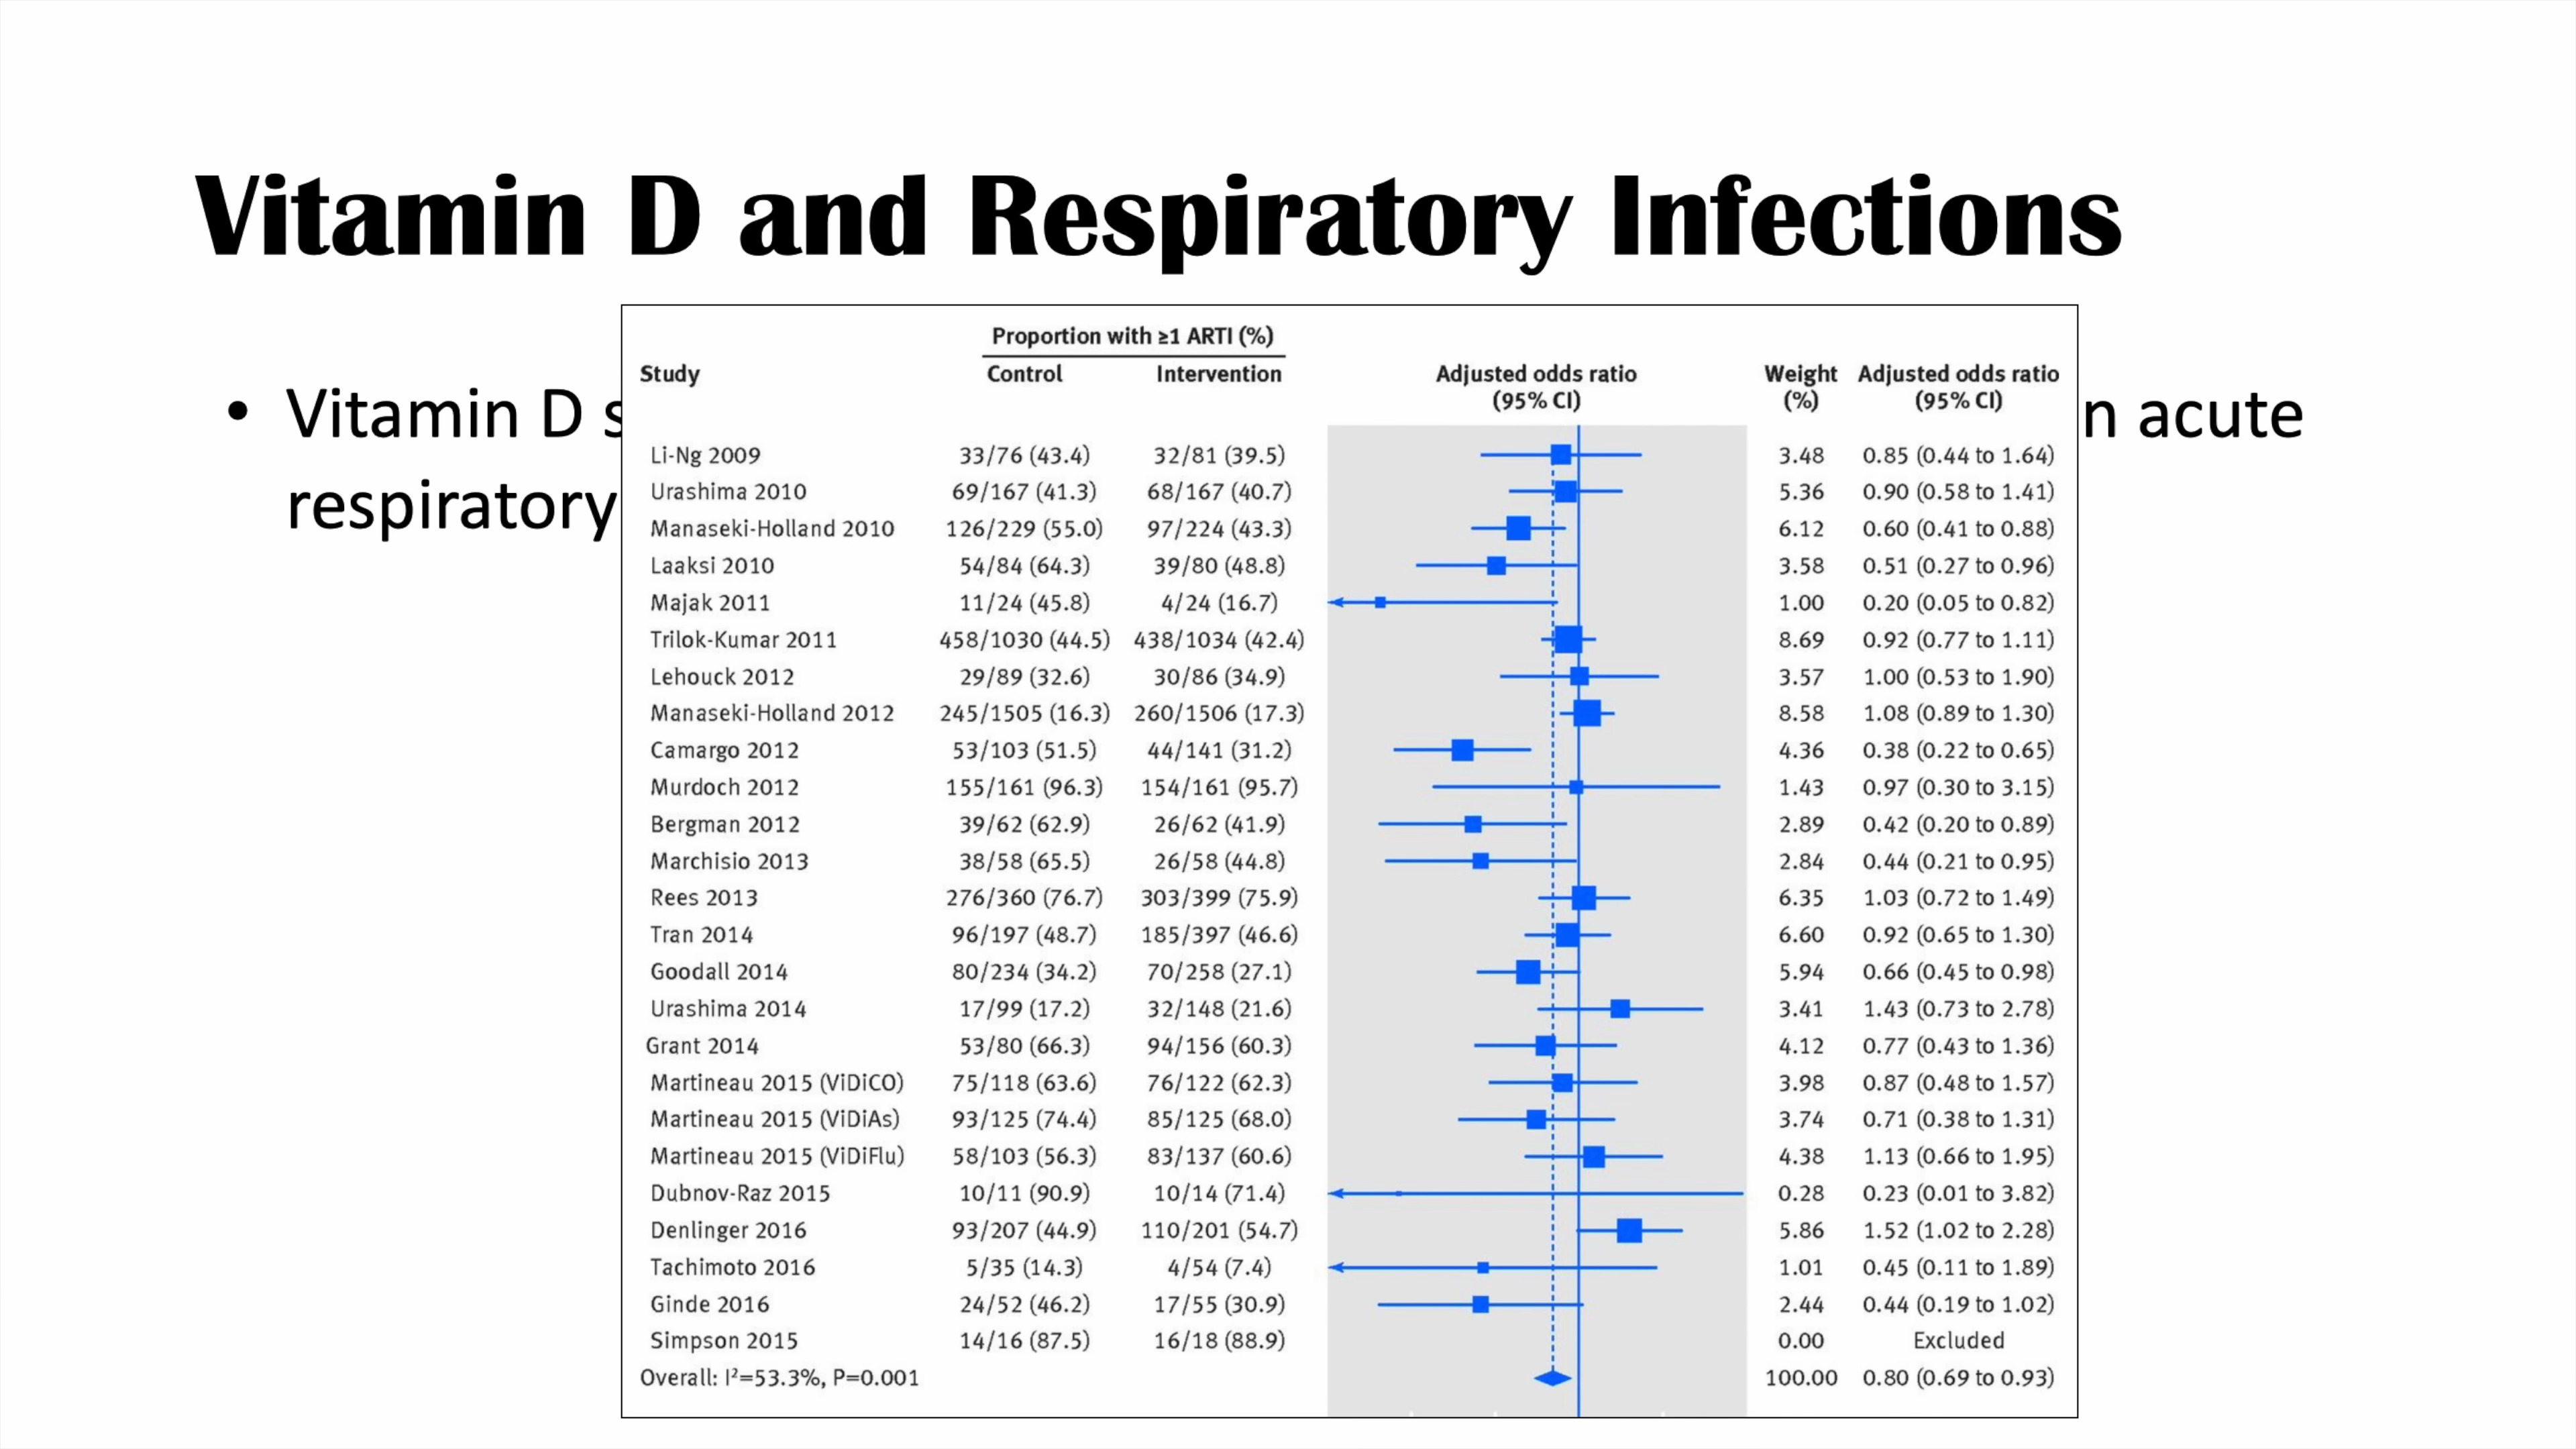 Vitamin D and Respiratory Infections
• Vitamin D s
n acute
respiratory
Proportion with ≥1 ARTI (%)
Study Control Intervention Adjusted odds ratio (95% CI) Weight (%) Adjusted odds ratio (95% CI)
Li-Ng 2009 33/76 (43.4) 32/81 (39.5) 3.48 0.85 (0.44 to 1.64)
Urashima 2010 69/167 (41.3) 68/167 (40.7) 5.36 0.90 (0.58 to 1.41)
Manaseki-Holland 2010 126/229 (55.0) 97/224 (43.3) 6.12 0.60 (0.41 to 0.88)
Laaksi 2010 54/84 (64.3) 39/80 (48.8) 3.58 0.51 (0.27 to 0.96)
Majak 2011 11/24 (45.8) 4/24 (16.7) 1.00 0.20 (0.05 to 0.82)
Trilok-Kumar 2011 458/1030 (44.5) 438/1034 (42.4) 8.69 0.92 (0.77 to 1.11)
Lehouck 2012 29/89 (32.6) 30/86 (34.9) 3.57 1.00 (0.53 to 1.90)
Manaseki-Holland 2012 245/1505 (16.3) 260/1506 (17.3) 8.58 1.08 (0.89 to 1.30)
Camargo 2012 53/103 (51.5) 44/141 (31.2) 4.36 0.38 (0.22 to 0.65)
Murdoch 2012 155/161 (96.3) 154/161 (95.7) 1.43 0.97 (0.30 to 3.15)
Bergman 2012 39/62 (62.9) 26/62 (41.9) 2.89 0.42 (0.20 to 0.89)
Marchisio 2013 38/58 (65.5) 26/58 (44.8) 2.84 0.44 (0.21 to 0.95)
Rees 2013 276/360 (76.7) 303/399 (75.9) 6.35 1.03 (0.72 to 1.49)
Tran 2014 96/197 (48.7) 185/397 (46.6) 6.60 0.92 (0.65 to 1.30)
Goodall 2014 80/234 (34.2) 70/258 (27.1) 5.94 0.66 (0.45 to 0.98)
Urashima 2014 17/99 (17.2) 32/148 (21.6) 3.41 1.43 (0.73 to 2.78)
Grant 2014 53/80 (66.3) 94/156 (60.3) 4.12 0.77 (0.43 to 1.36)
Martineau 2015 (ViDiCO) 75/118 (63.6) 76/122 (62.3) 3.98 0.87 (0.48 to 1.57)
Martineau 2015 (ViDiAs) 93/125 (74.4) 85/125 (68.0) 3.74 0.71 (0.38 to 1.31)
Martineau 2015 (ViDiFlu) 58/103 (56.3) 83/137 (60.6) 4.38 1.13 (0.66 to 1.95)
Dubnov-Raz 2015 10/11 (90.9) 10/14 (71.4) 0.28 0.23 (0.01 to 3.82)
Denlinger 2016 93/207 (44.9) 110/201 (54.7) 5.86 1.52 (1.02 to 2.28)
Tachimoto 2016 5/35 (14.3) 4/54 (7.4) 1.01 0.45 (0.11 to 1.89)
Ginde 2016 24/52 (46.2) 17/55 (30.9) 2.44 0.44 (0.19 to 1.02)
Simpson 2015 14/16 (87.5) 16/18 (88.9) 0.00 Excluded
Overall: I²=53.3%, P=0.001 100.00 0.80 (0.69 to 0.93)